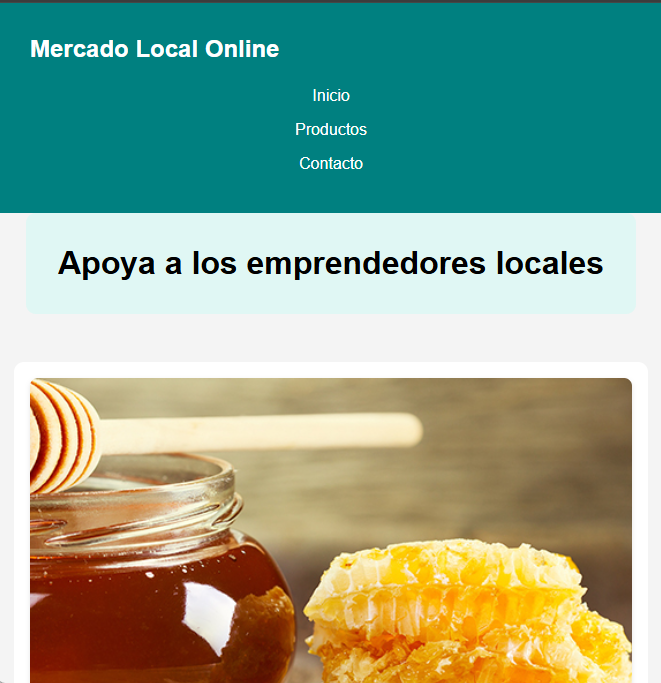 Mercado Local Online
Inicio
Productos
Contacto
Apoya a los emprendedores locales